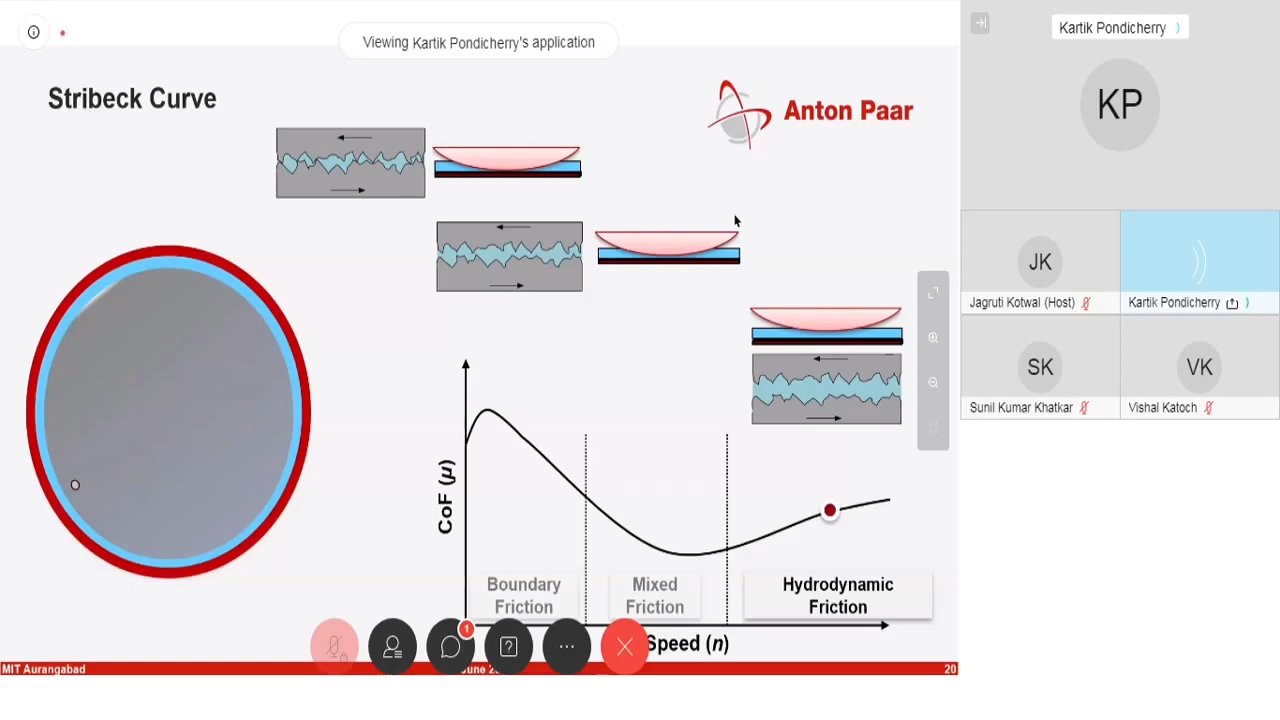 Viewing Kartik Pondicherry's application
Stribeck Curve
Anton Paar
CoF (μ)
Boundary
Friction
Mixed
Friction
Hydrodynamic
Friction
Speed (n)
1
?
MIT Aurangabad
20
Kartik Pondicherry
KP
JK
Jagruti Kotwal (Host)
Kartik Pondicherry
SK
Sunil Kumar Khatkar
VK
Vishal Katoch